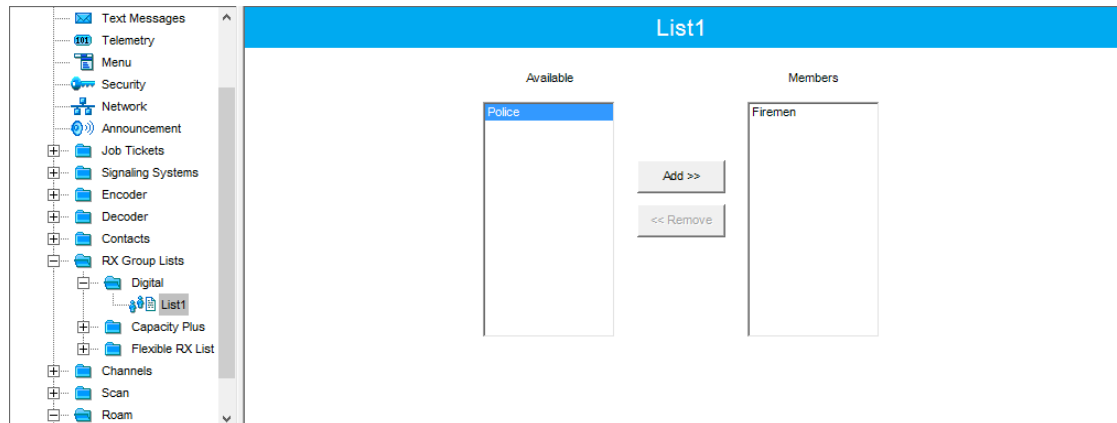 Text Messages
Telemetry
Menu
Security
Network
Announcement
Job Tickets
Signaling Systems
Encoder
Decoder
Contacts
RX Group Lists
Digital
List1
Capacity Plus
Flexible RX List
Channels
Scan
Roam
List1
Available
Members
Police
Firemen
Add >>
<< Remove